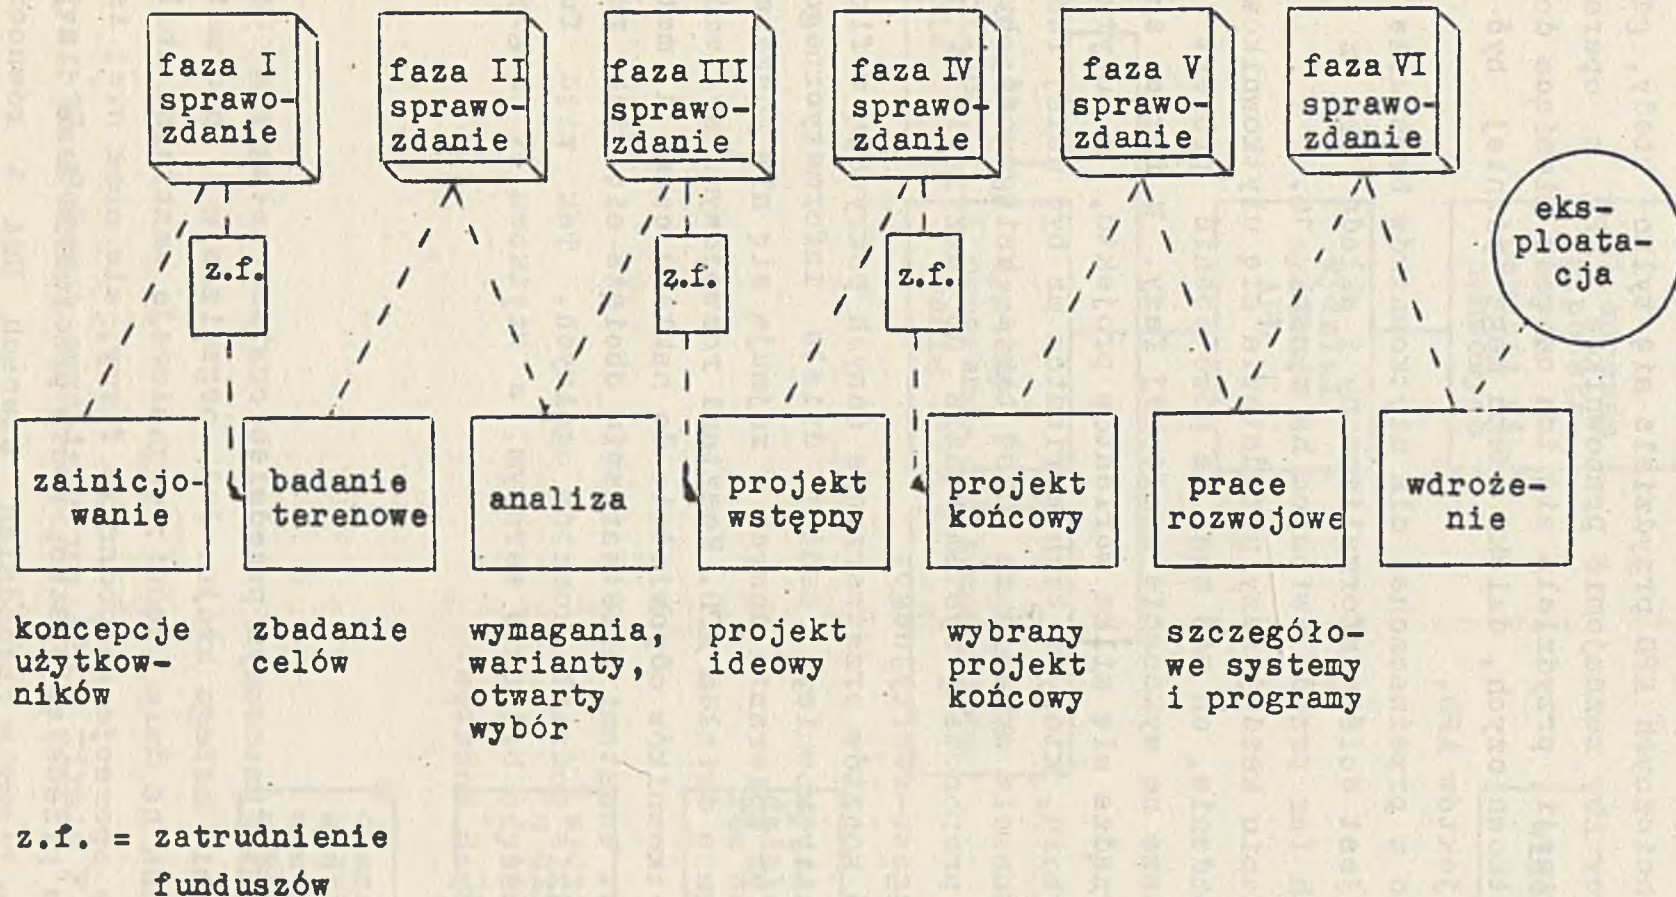 faza I
sprawo-
zdanie
faza II
sprawo-
zdanie
faza III
sprawo-
zdanie
faza IV
sprawo-
zdanie
faza V
sprawo-
zdanie
faza VI
sprawo-
zdanie
z.f.
z.f.
z.f.
eks-
ploata-
cja
zainicjo-
wanie
badanie
terenowe
analiza
projekt
wstępny
projekt
końcowy
prace
rozwojowe
wdroże-
nie
koncepcje
użytkow-
ników
zbadanie
celów
wymagania,
warianty,
otwarty
wybór
projekt
ideowy
wybrany
projekt
końcowy
szczegóło-
we systemy
i programy
z.f. = zatrudnienie
funduszów